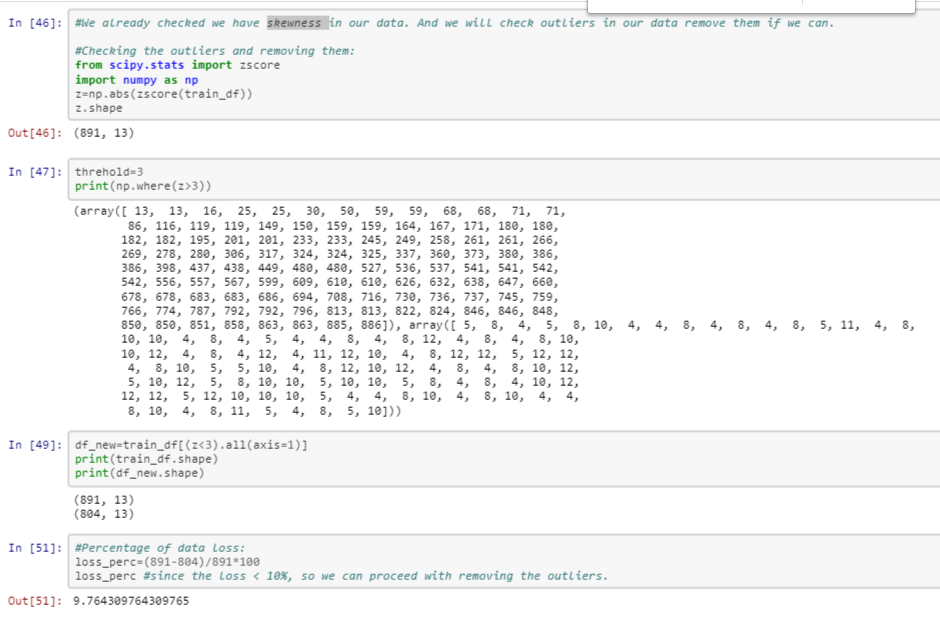 In [46]: #We already checked we have skewness in our data. And we will check outliers in our data remove them if we can.
#Checking the outliers and removing them:
from scipy.stats import zscore
import numpy as np
z=np.abs(zscore(train_df))
z.shape
Out[46]: (891, 13)
In [47]: threhold=3
print(np.where(z>3))
(array([ 13, 13, 16, 25, 25, 30, 50, 59, 59, 68, 68, 71, 71,
86, 116, 119, 119, 149, 150, 159, 159, 164, 167, 171, 180, 180,
182, 182, 195, 201, 201, 233, 233, 245, 249, 258, 261, 261, 266,
269, 278, 280, 306, 317, 324, 324, 325, 337, 360, 373, 380, 386,
386, 398, 437, 438, 449, 480, 480, 527, 536, 537, 541, 541, 542,
542, 556, 557, 567, 599, 609, 610, 610, 626, 632, 638, 647, 660,
678, 678, 683, 683, 686, 694, 708, 716, 730, 736, 737, 745, 759,
766, 774, 787, 792, 792, 796, 813, 813, 822, 824, 846, 846, 848,
850, 850, 851, 858, 863, 863, 885, 886]), array([ 5, 8, 4, 5, 8, 10, 4, 4, 8, 4, 8, 4, 8, 5, 11, 4, 8,
10, 10, 4, 8, 4, 5, 4, 4, 8, 4, 8, 12, 4, 8, 4, 8, 10,
10, 12, 4, 8, 4, 12, 4, 11, 12, 10, 4, 8, 12, 12, 5, 12, 12,
4, 8, 10, 5, 5, 10, 4, 8, 12, 10, 12, 4, 8, 4, 8, 10, 12,
5, 10, 12, 5, 8, 10, 10, 5, 10, 10, 5, 8, 4, 8, 4, 10, 12,
12, 12, 5, 12, 10, 10, 10, 5, 4, 4, 8, 10, 4, 8, 10, 4, 4,
8, 10, 4, 8, 11, 5, 4, 8, 5, 10]))
In [49]: df_new=train_df[(z<3).all(axis=1)]
print(train_df.shape)
print(df_new.shape)
(891, 13)
(804, 13)
In [51]: #Percentage of data loss:
loss_perc=(891-804)/891*100
loss_perc #since the loss < 10%, so we can proceed with removing the outliers.
Out[51]: 9.764309764309765